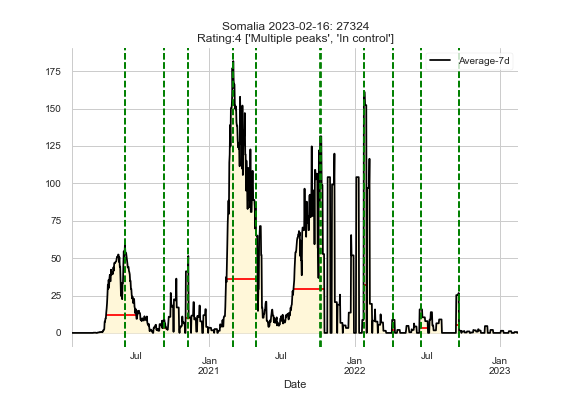 Somalia 2023-02-16: 27324
Rating:4 ['Multiple peaks', 'In control']
Average-7d
175
150
125
100
75
50
25
0
Jul
Jan
2021
Jul
Jan
2022
Jul
Jan
2023
Date